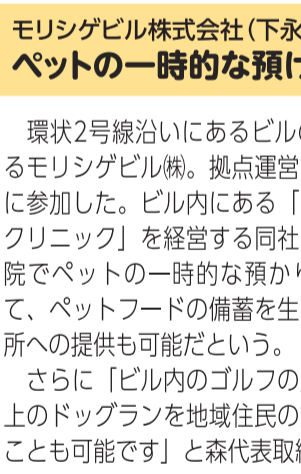 モリシゲビル株式会社（下永
ペットの一時的な預け
環状2号線沿いにあるビルの
るモリシゲビル㈱。拠点運営
に参加した。ビル内にある「
クリニック」を経営する同社
院でペットの一時的な預かり
て、ペットフードの備蓄を生
所への提供も可能だという。
さらに「ビル内のゴルフの
上のドッグランを地域住民の
ことも可能です」と森代表取締